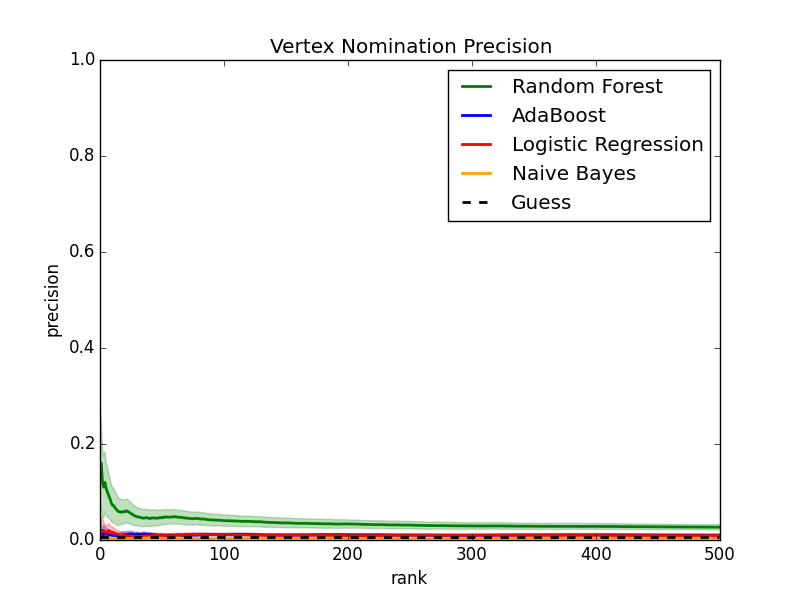 Vertex Nomination Precision
1.0
0.8
0.6
0.4
0.2
0.0
precision
Random Forest
AdaBoost
Logistic Regression
Naive Bayes
Guess
0 100 200 300 400 500
rank